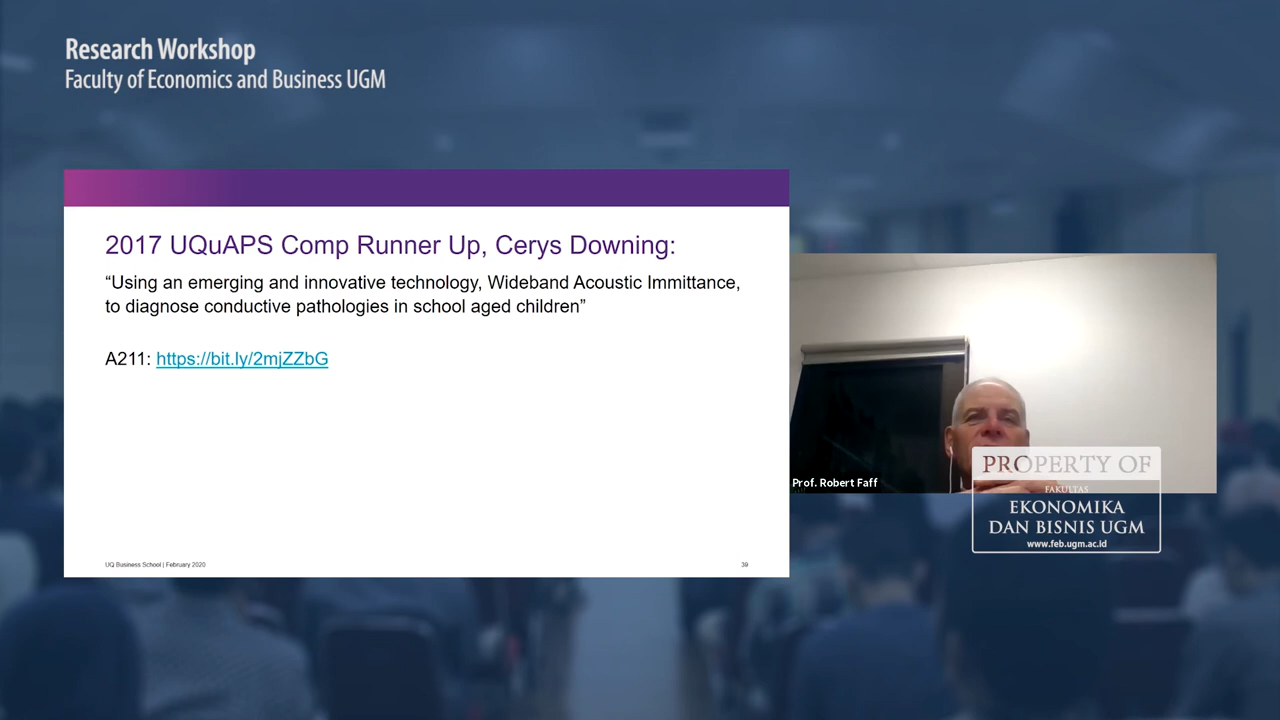 Research Workshop
Faculty of Economics and Business UGM
2017 UQuAPS Comp Runner Up, Cerys Downing:
“Using an emerging and innovative technology, Wideband Acoustic Immittance,
to diagnose conductive pathologies in school aged children”
A211: https://bit.ly/2mjZZbG
UQ Business School | February 2020
39
Prof. Robert Faff
PROPERTY OF
FAKULTAS
EKONOMIKA
DAN BISNIS UGM
www.feb.ugm.ac.id